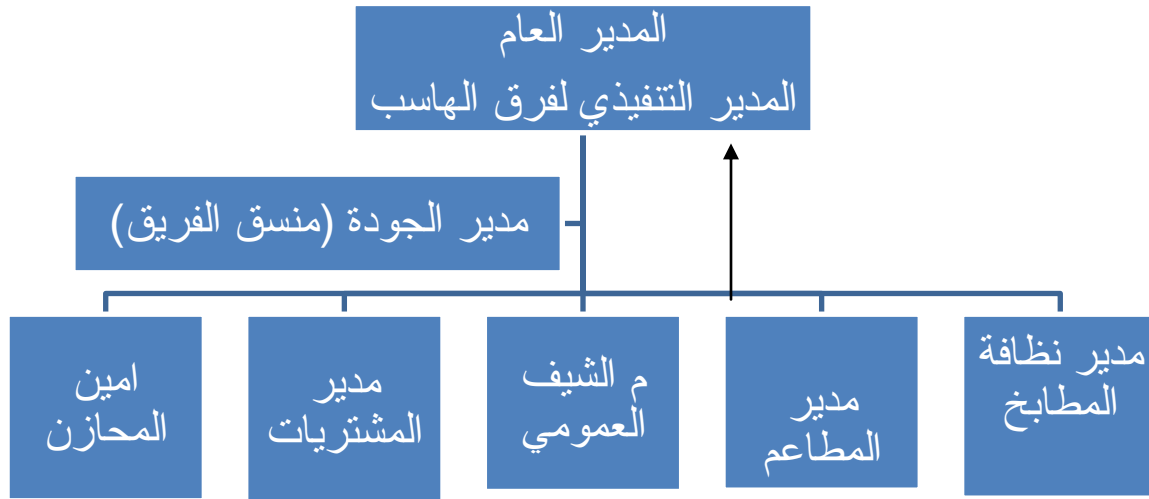 المدير العام
المدير التنفيذي لفرق الهاسب
مدير الجودة (منسق الفريق)
مدير نظافة
المطابخ
مدير
المطاعم
م الشيف
العمومي
مدير
المشتريات
امين
المحازن